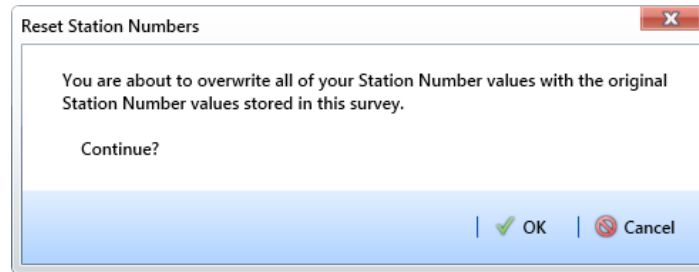 Reset Station Numbers
You are about to overwrite all of your Station Number values with the original
Station Number values stored in this survey.
Continue?
OK
Cancel